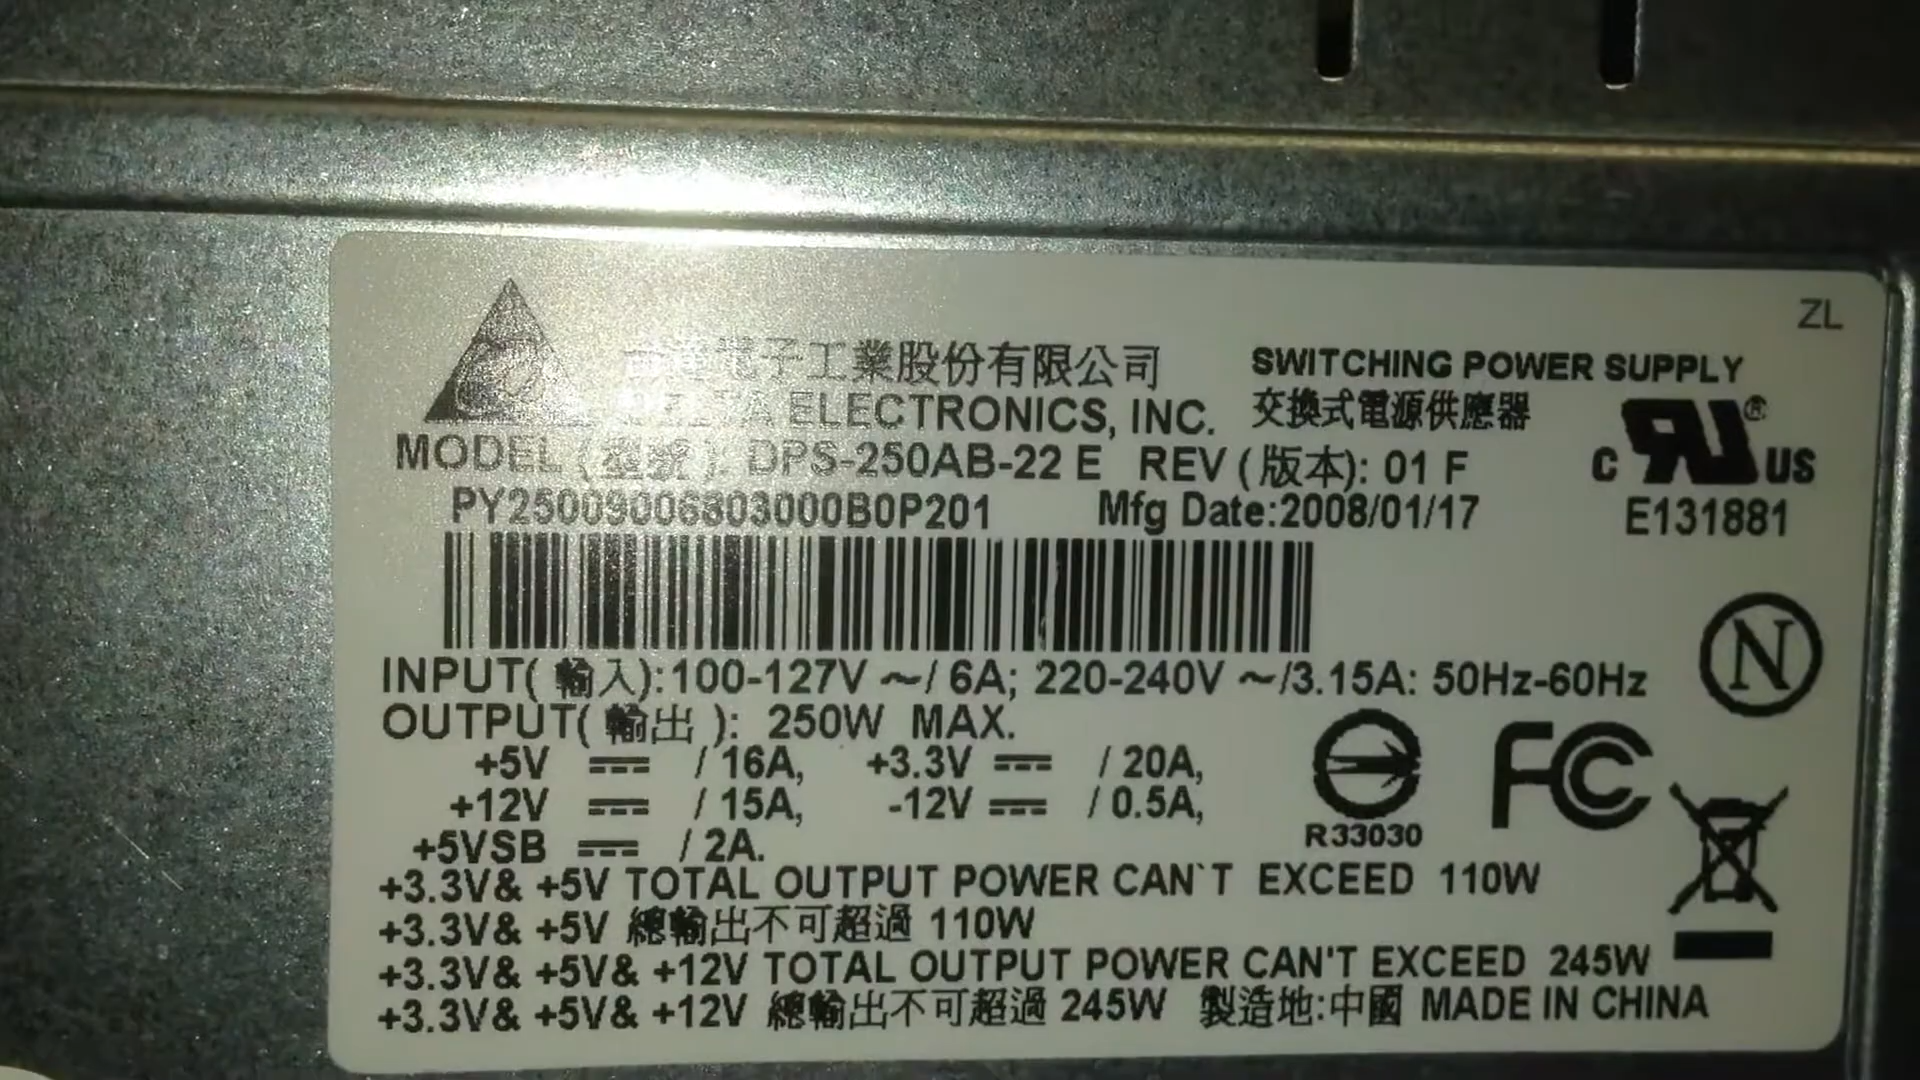 ZL
電子工業股份有限公司
SWITCHING POWER SUPPLY
DELTA ELECTRONICS, INC.
交換式電源供應器
MODEL (型號): DPS-250AB-22 E REV (版本): 01 F
C UR® US
PY25009006803000B0P201 Mfg Date:2008/01/17
E131881
N
INPUT( 輸入):100-127V ～/ 6A; 220-240V ～/3.15A: 50Hz-60Hz
OUTPUT( 輸出 ): 250W MAX.
+5V ⎓ / 16A, +3.3V ⎓ / 20A,
+12V ⎓ / 15A, -12V ⎓ / 0.5A,
+5VSB ⎓ / 2A.
R33030
FC
+3.3V& +5V TOTAL OUTPUT POWER CAN`T EXCEED 110W
+3.3V& +5V 總輸出不可超過 110W
+3.3V& +5V& +12V TOTAL OUTPUT POWER CAN'T EXCEED 245W
+3.3V& +5V& +12V 總輸出不可超過 245W 製造地:中國 MADE IN CHINA